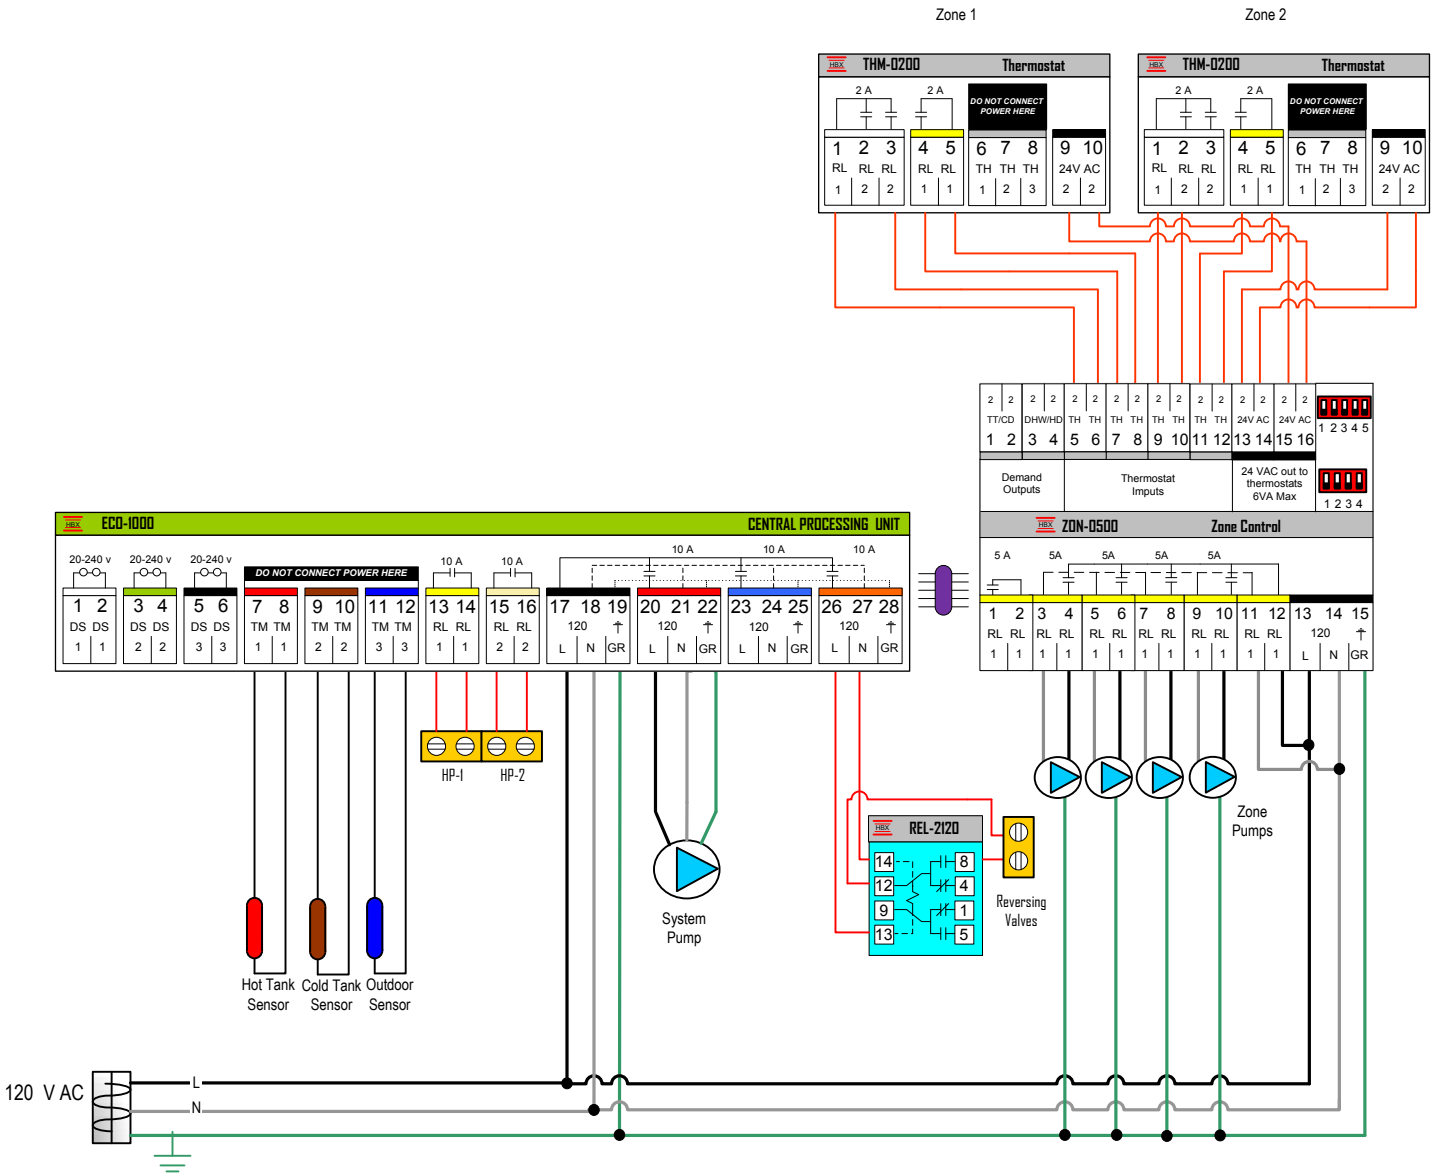 Zone 1
Zone 2
HBX THM-0200 Thermostat
2 A 2 A
DO NOT CONNECT
POWER HERE
1 2 3 4 5 6 7 8 9 10
RL RL RL RL RL TH TH TH 24V AC
1 2 2 1 1 1 2 3 2 2
HBX THM-0200 Thermostat
2 A 2 A
DO NOT CONNECT
POWER HERE
1 2 3 4 5 6 7 8 9 10
RL RL RL RL RL TH TH TH 24V AC
1 2 2 1 1 1 2 3 2 2
2 2 2 2 2 2 2 2 2 2 2 2 2 2 2 2
TT/CD DHW/HD TH TH TH TH TH TH TH TH 24V AC 24V AC
1 2 3 4 5 6 7 8 9 10 11 12 13 14 15 16
1 2 3 4 5
Demand
Outputs
Thermostat
Imputs
24 VAC out to
thermostats
6VA Max
1 2 3 4
HBX ZON-0500 Zone Control
5 A 5A 5A 5A 5A
1 2 3 4 5 6 7 8 9 10 11 12 13 14 15
RL RL RL RL RL RL RL RL RL RL RL RL 120
1 1 1 1 1 1 1 1 1 1 1 1 L N GR
HBX ECO-1000 CENTRAL PROCESSING UNIT
20-240 v 20-240 v 20-240 v
DO NOT CONNECT POWER HERE
10 A 10 A 10 A 10 A 10 A
1 2 3 4 5 6 7 8 9 10 11 12 13 14 15 16 17 18 19 20 21 22 23 24 25 26 27 28
DS DS DS DS DS DS TM TM TM TM TM TM RL RL RL RL 120 120 120 120
1 1 2 2 3 3 1 1 2 2 3 3 1 1 2 2 L N GR L N GR L N GR L N GR
HP-1 HP-2
Zone
Pumps
HBX REL-2120
14 8
12 4
9 1
13 5
Reversing
Valves
System
Pump
Hot Tank
Sensor
Cold Tank
Sensor
Outdoor
Sensor
120 V AC
L
N